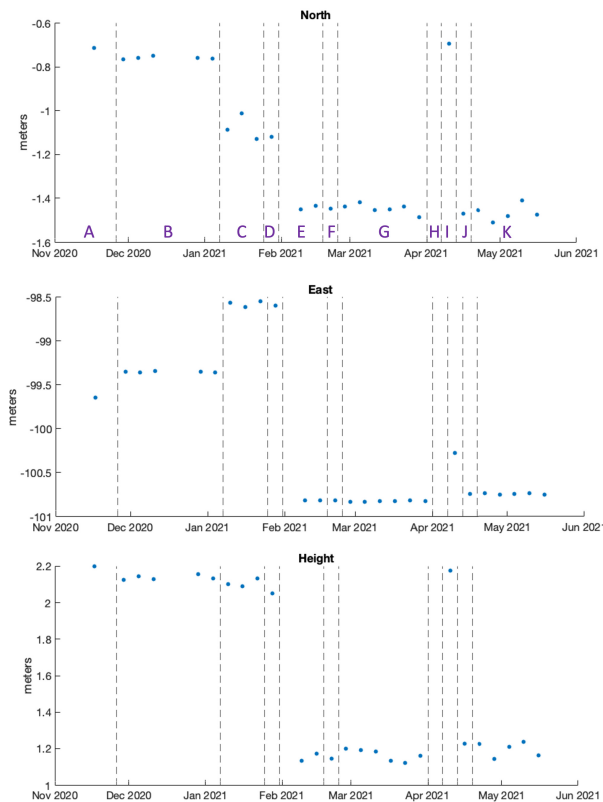 North
-0.6
-0.8
-1
-1.2
-1.4
-1.6
meters
A B C D E F G H I J K
Nov 2020 Dec 2020 Jan 2021 Feb 2021 Mar 2021 Apr 2021 May 2021 Jun 2021
East
-98.5
-99
-99.5
-100
-100.5
-101
meters
Nov 2020 Dec 2020 Jan 2021 Feb 2021 Mar 2021 Apr 2021 May 2021 Jun 202
Height
2.2
2
1.8
1.6
1.4
1.2
1
meters
Nov 2020 Dec 2020 Jan 2021 Feb 2021 Mar 2021 Apr 2021 May 2021 Jun 2021